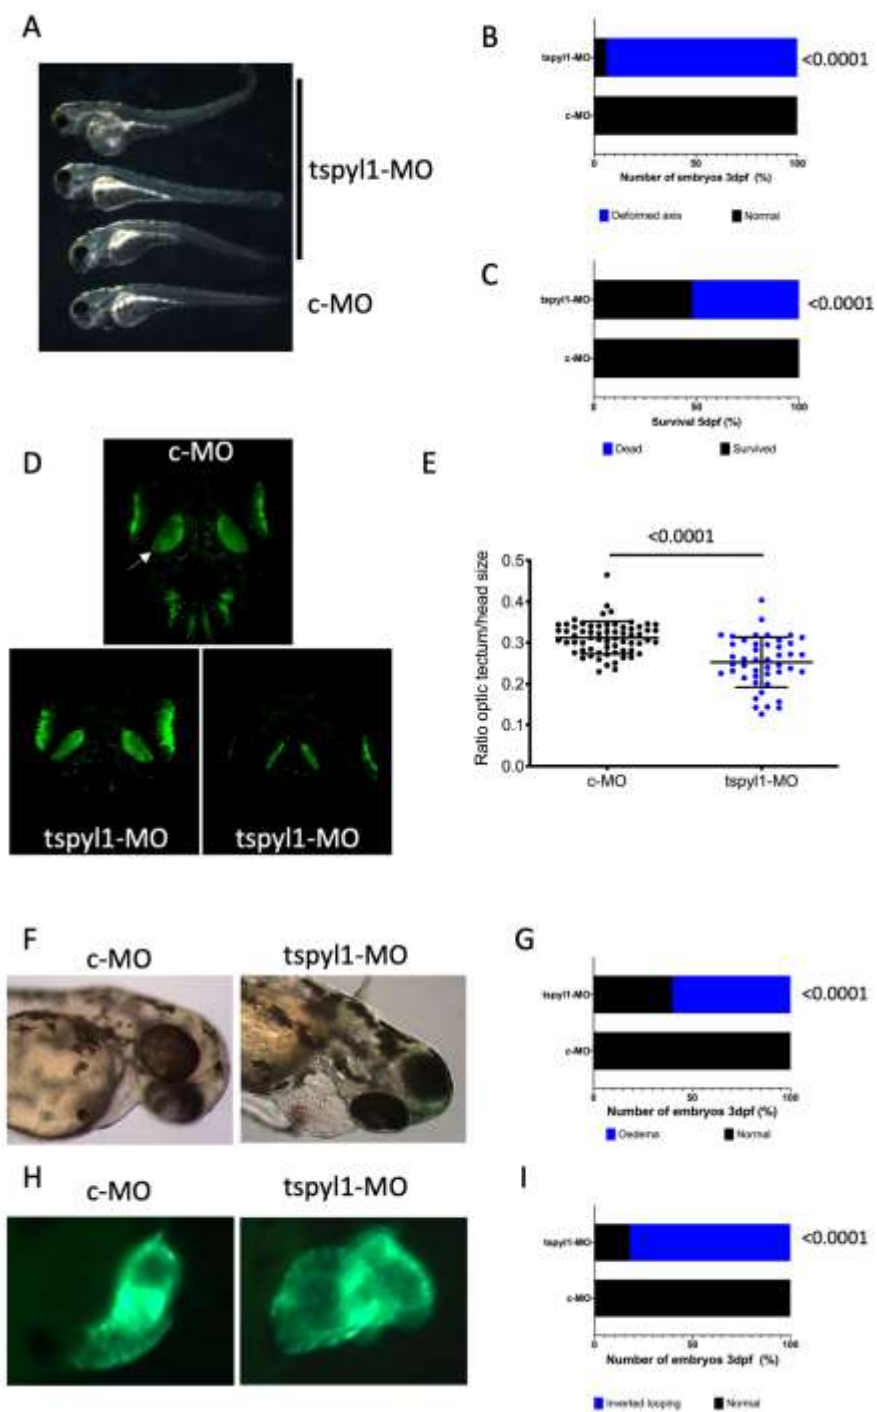 A
tspyl1-MO
c-MO
B
tspyl1-MO
<0.0001
c-MO
0 100
Number of embryos 3dpf (%)
Deformed axis Normal
C
tspyl1-MO
<0.0001
c-MO
0 50 100
Survival 5dpf (%)
Dead Survived
D
c-MO
tspyl1-MO
tspyl1-MO
E
<0.0001
Ratio optic tectum/head size
0.5
0.4
0.3
0.2
0.1
0.0
c-MO tspyl1-MO
F
c-MO
tspyl1-MO
G
tspyl1-MO
<0.0001
c-MO
0 50 100
Number of embryos 3dpf (%)
Oedema Normal
H
c-MO
tspyl1-MO
I
tspyl1-MO
<0.0001
c-MO
0 50 100
Number of embryos 3dpf (%)
Inverted looping Normal